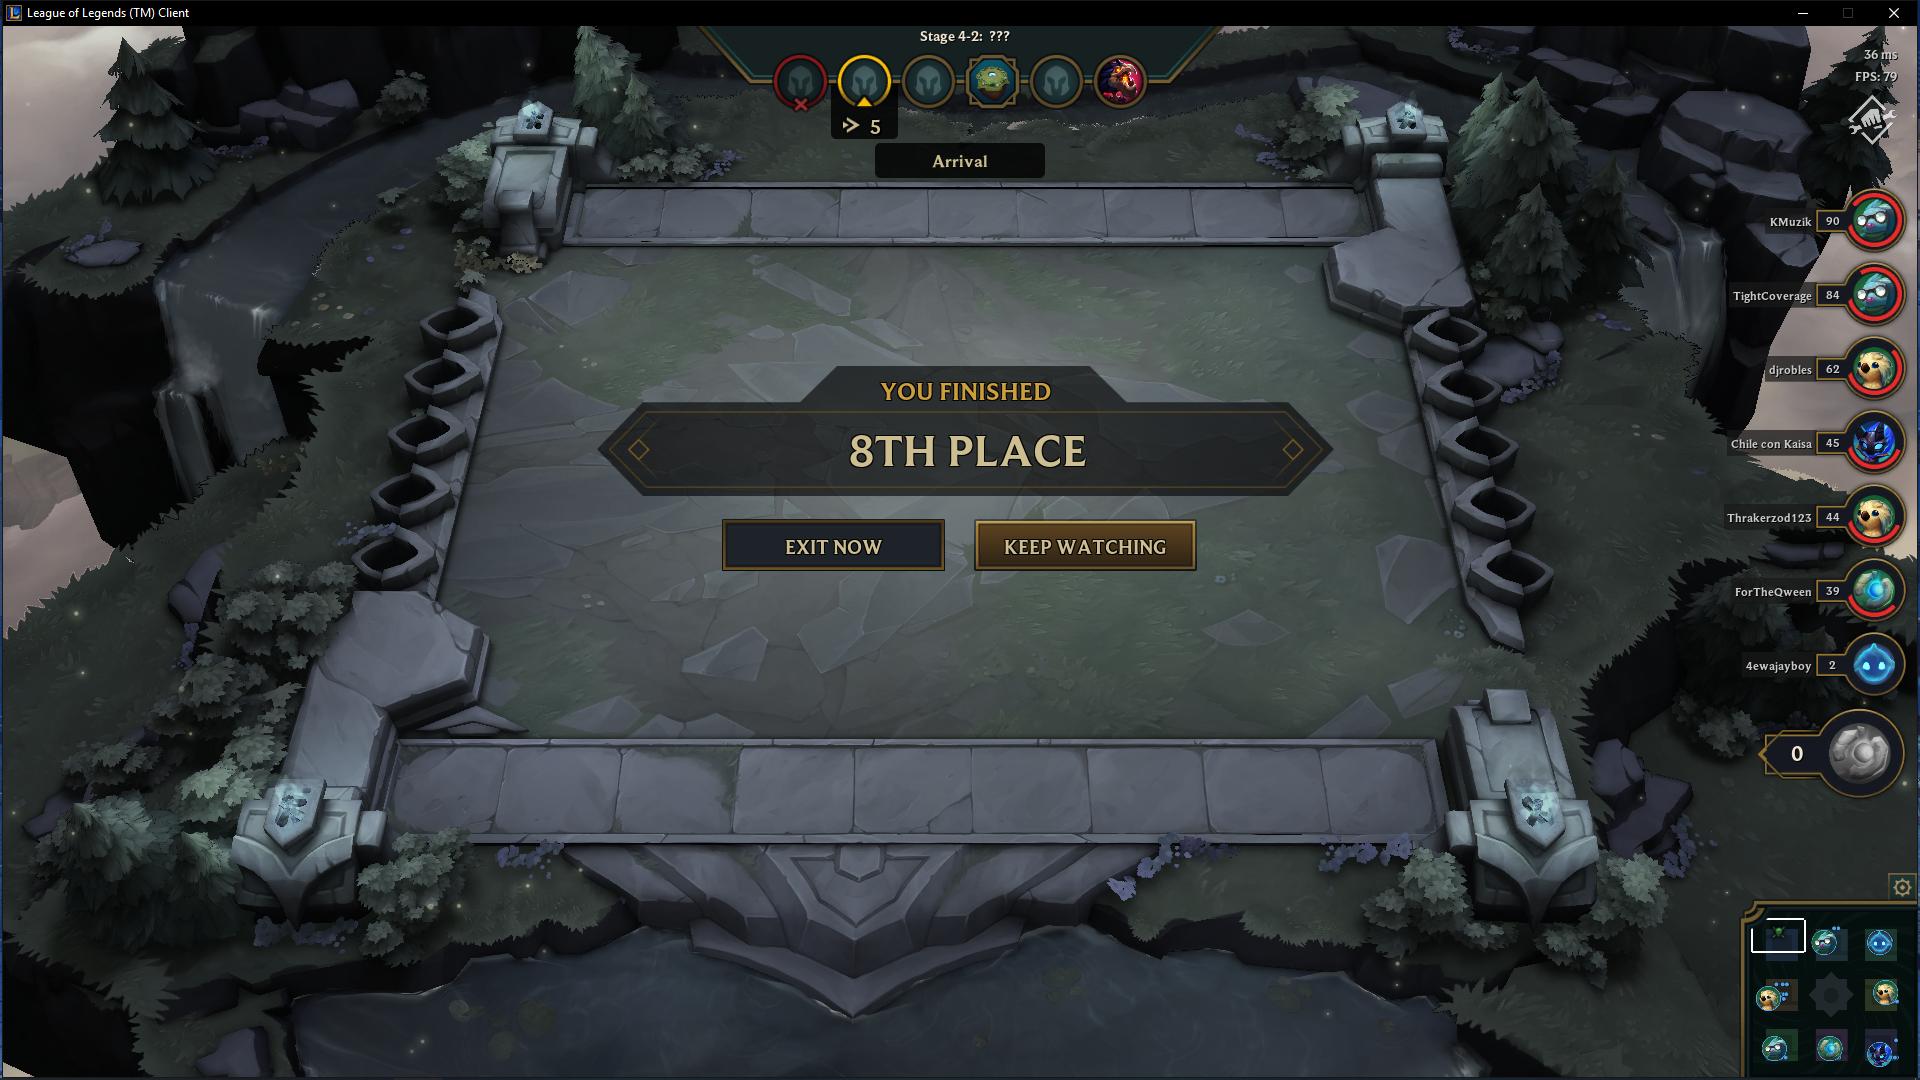 League of Legends (TM) Client
Stage 4-2: ???
36 ms
FPS: 79
> 5
Arrival
KMuzik 90
TightCoverage 84
djrobles 62
YOU FINISHED
8TH PLACE
Chile con Kaisa 45
Thrakerzod123 44
EXIT NOW
KEEP WATCHING
ForTheQween 39
4ewajayboy 2
0